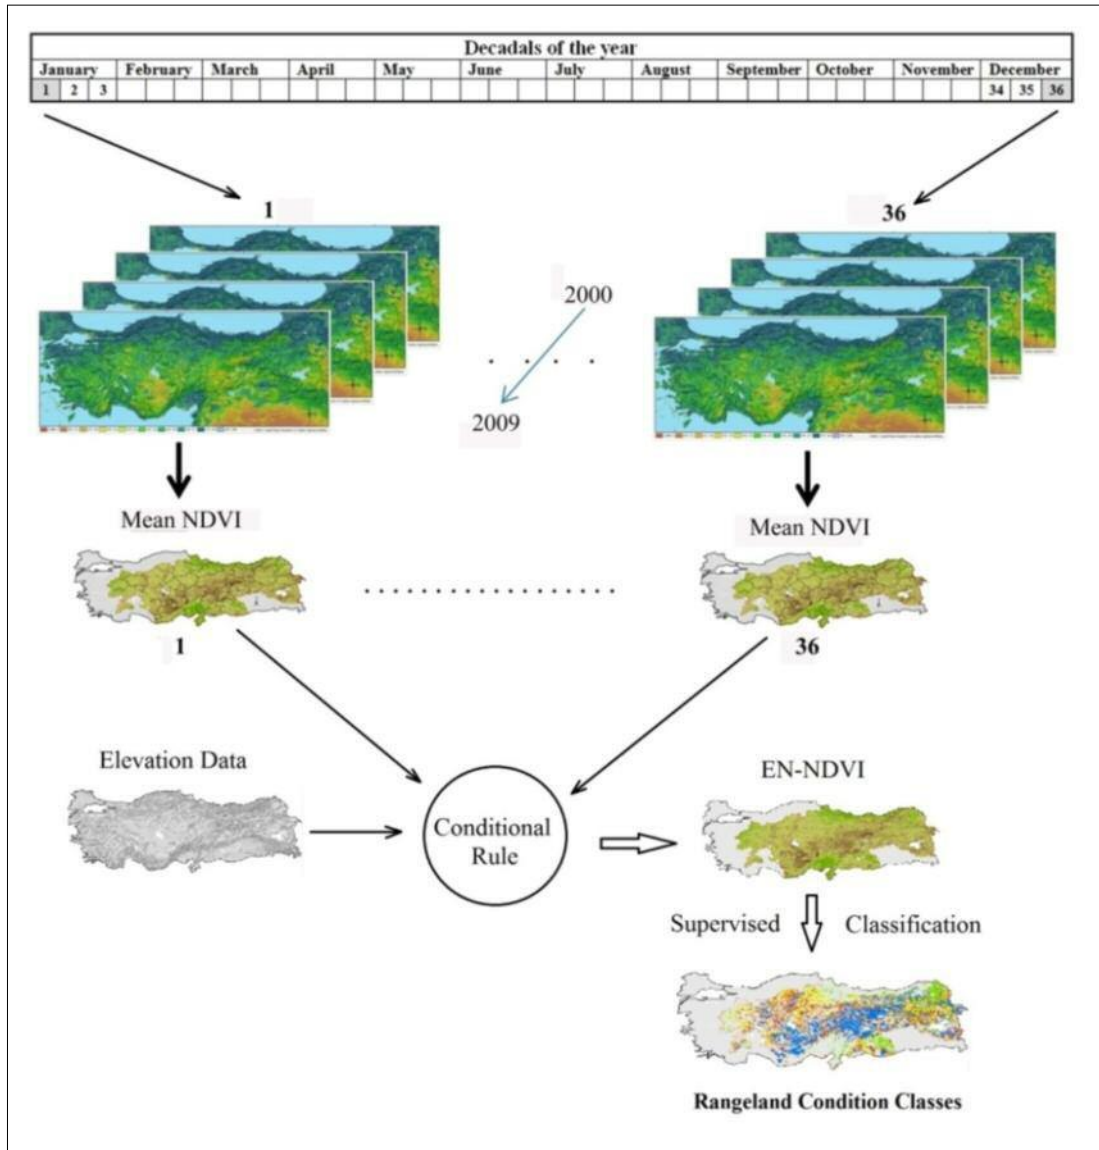 Decadals of the year
January February March April May June July August September October November December
1 2 3 34 35 36
1
36
2000
2009
Mean NDVI
Mean NDVI
1
36
Elevation Data
EN-NDVI
Conditional
Rule
Supervised Classification
Rangeland Condition Classes